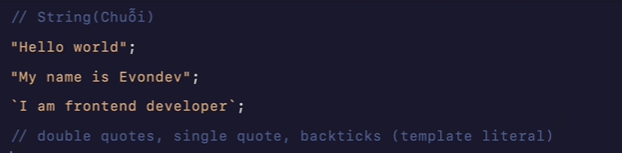 // String(Chuỗi)
"Hello world";
"My name is Evondev";
`I am frontend developer`;
// double quotes, single quote, backticks (template literal)